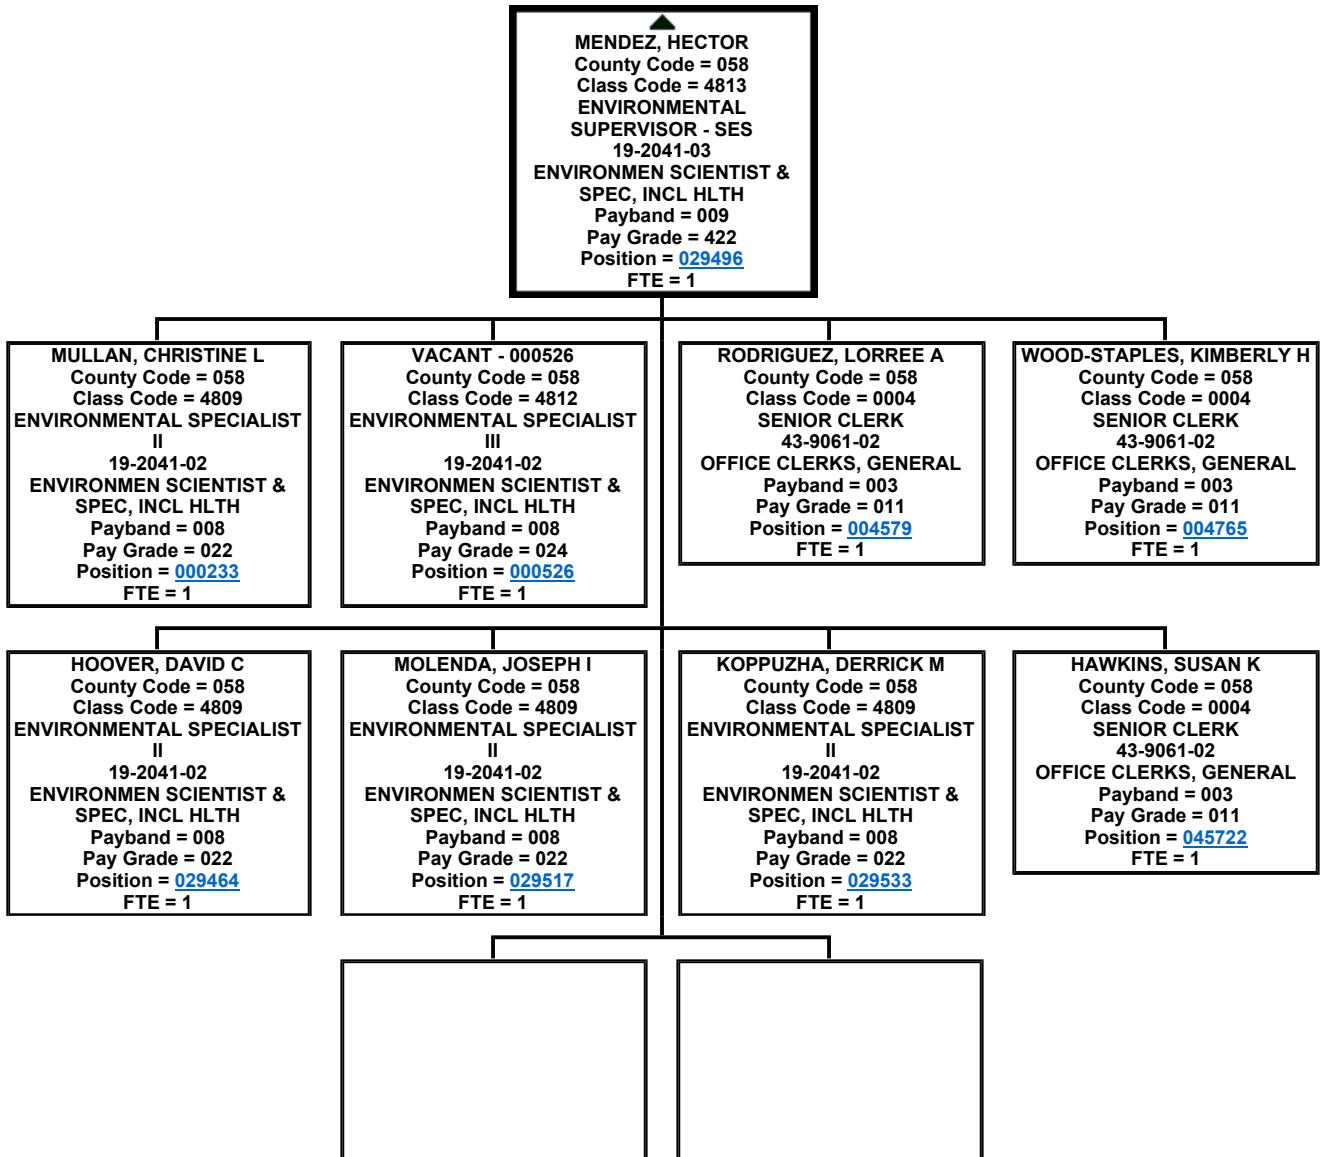 MENDEZ, HECTOR
County Code = 058
Class Code = 4813
ENVIRONMENTAL
SUPERVISOR - SES
19-2041-03
ENVIRONMEN SCIENTIST &
SPEC, INCL HLTH
Payband = 009
Pay Grade = 422
Position = 029496
FTE = 1
MULLAN, CHRISTINE L
County Code = 058
Class Code = 4809
ENVIRONMENTAL SPECIALIST
II
19-2041-02
ENVIRONMEN SCIENTIST &
SPEC, INCL HLTH
Payband = 008
Pay Grade = 022
Position = 000233
FTE = 1
VACANT - 000526
County Code = 058
Class Code = 4812
ENVIRONMENTAL SPECIALIST
III
19-2041-02
ENVIRONMEN SCIENTIST &
SPEC, INCL HLTH
Payband = 008
Pay Grade = 024
Position = 000526
FTE = 1
RODRIGUEZ, LORREE A
County Code = 058
Class Code = 0004
SENIOR CLERK
43-9061-02
OFFICE CLERKS, GENERAL
Payband = 003
Pay Grade = 011
Position = 004579
FTE = 1
WOOD-STAPLES, KIMBERLY H
County Code = 058
Class Code = 0004
SENIOR CLERK
43-9061-02
OFFICE CLERKS, GENERAL
Payband = 003
Pay Grade = 011
Position = 004765
FTE = 1
HOOVER, DAVID C
County Code = 058
Class Code = 4809
ENVIRONMENTAL SPECIALIST
II
19-2041-02
ENVIRONMEN SCIENTIST &
SPEC, INCL HLTH
Payband = 008
Pay Grade = 022
Position = 029464
FTE = 1
MOLENDA, JOSEPH I
County Code = 058
Class Code = 4809
ENVIRONMENTAL SPECIALIST
II
19-2041-02
ENVIRONMEN SCIENTIST &
SPEC, INCL HLTH
Payband = 008
Pay Grade = 022
Position = 029517
FTE = 1
KOPPUZHA, DERRICK M
County Code = 058
Class Code = 4809
ENVIRONMENTAL SPECIALIST
II
19-2041-02
ENVIRONMEN SCIENTIST &
SPEC, INCL HLTH
Payband = 008
Pay Grade = 022
Position = 029533
FTE = 1
HAWKINS, SUSAN K
County Code = 058
Class Code = 0004
SENIOR CLERK
43-9061-02
OFFICE CLERKS, GENERAL
Payband = 003
Pay Grade = 011
Position = 045722
FTE = 1